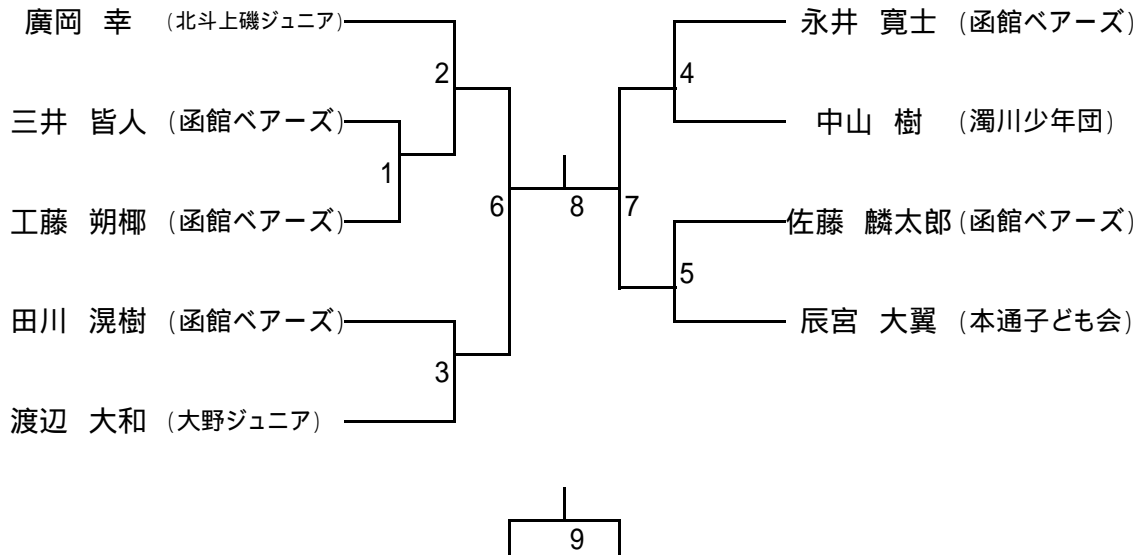 廣岡 幸 (北斗上磯ジュニア)
三井 皆人 (函館ベアーズ)
工藤 朔椰 (函館ベアーズ)
田川 滉樹 (函館ベアーズ)
渡辺 大和 (大野ジュニア)
2
1
3
6
8
7
4
5
永井 寛士 (函館ベアーズ)
中山 樹 (濁川少年団)
佐藤 麟太郎 (函館ベアーズ)
辰宮 大翼 (本通子ども会)
9